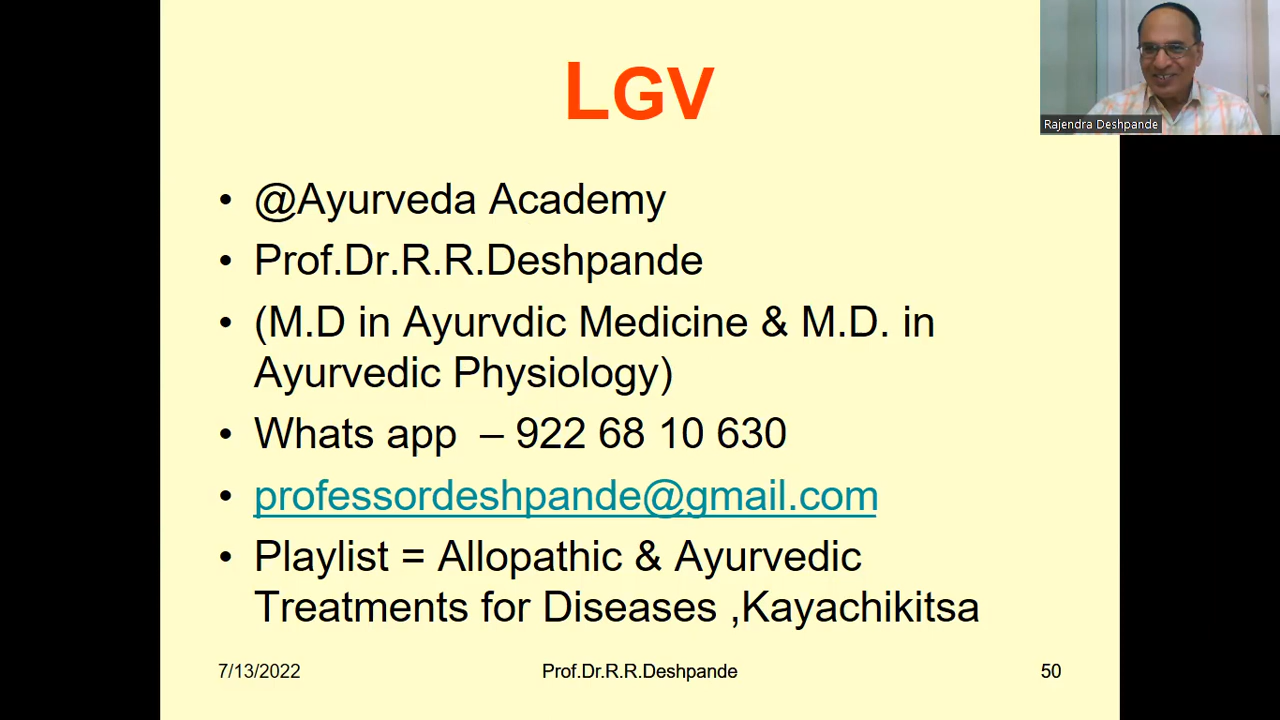 LGV
Rajendra Deshpande
• @Ayurveda Academy
• Prof.Dr.R.R.Deshpande
• (M.D in Ayurvdic Medicine & M.D. in
Ayurvedic Physiology)
• Whats app – 922 68 10 630
• professordeshpande@gmail.com
• Playlist = Allopathic & Ayurvedic
Treatments for Diseases ,Kayachikitsa
7/13/2022 Prof.Dr.R.R.Deshpande 50